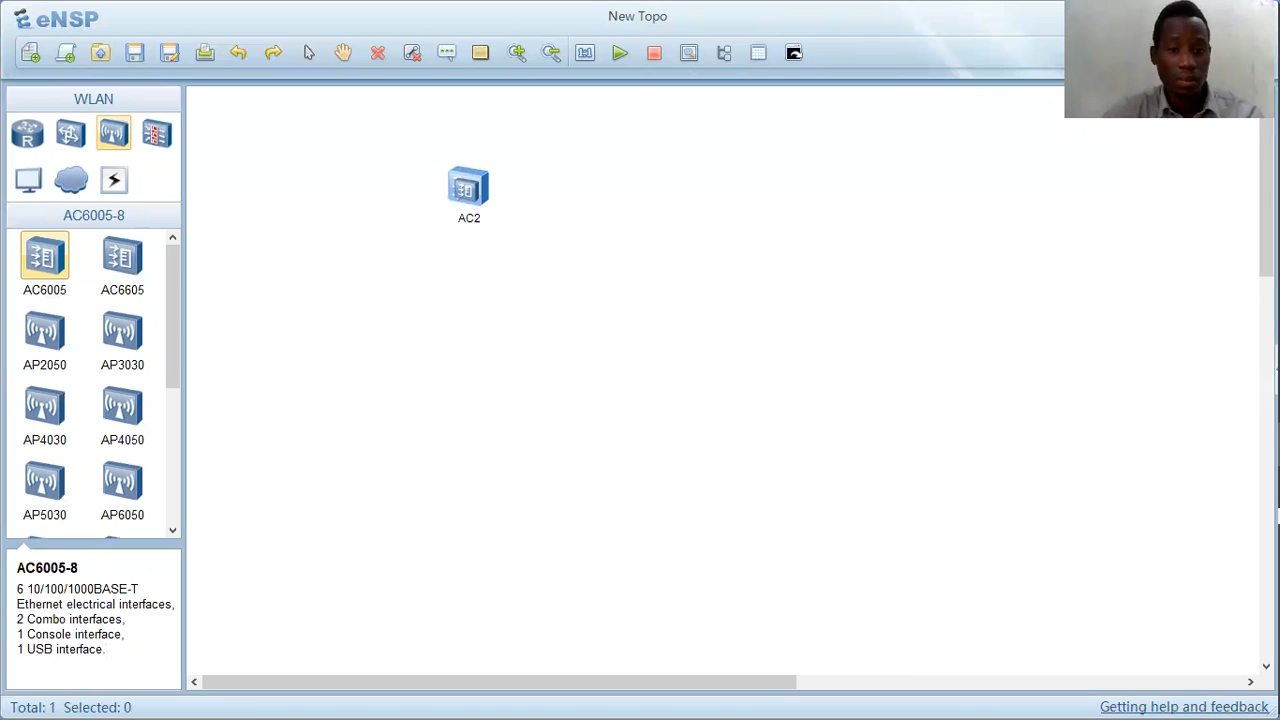 eNSP
New Topo
WLAN
R
AC6005-8
AC6005
AC6605
AP2050
AP3030
AP4030
AP4050
AP5030
AP6050
AC2
AC6005-8
6 10/100/1000BASE-T
Ethernet electrical interfaces,
2 Combo interfaces,
1 Console interface,
1 USB interface.
Total: 1 Selected: 0
Getting help and feedback